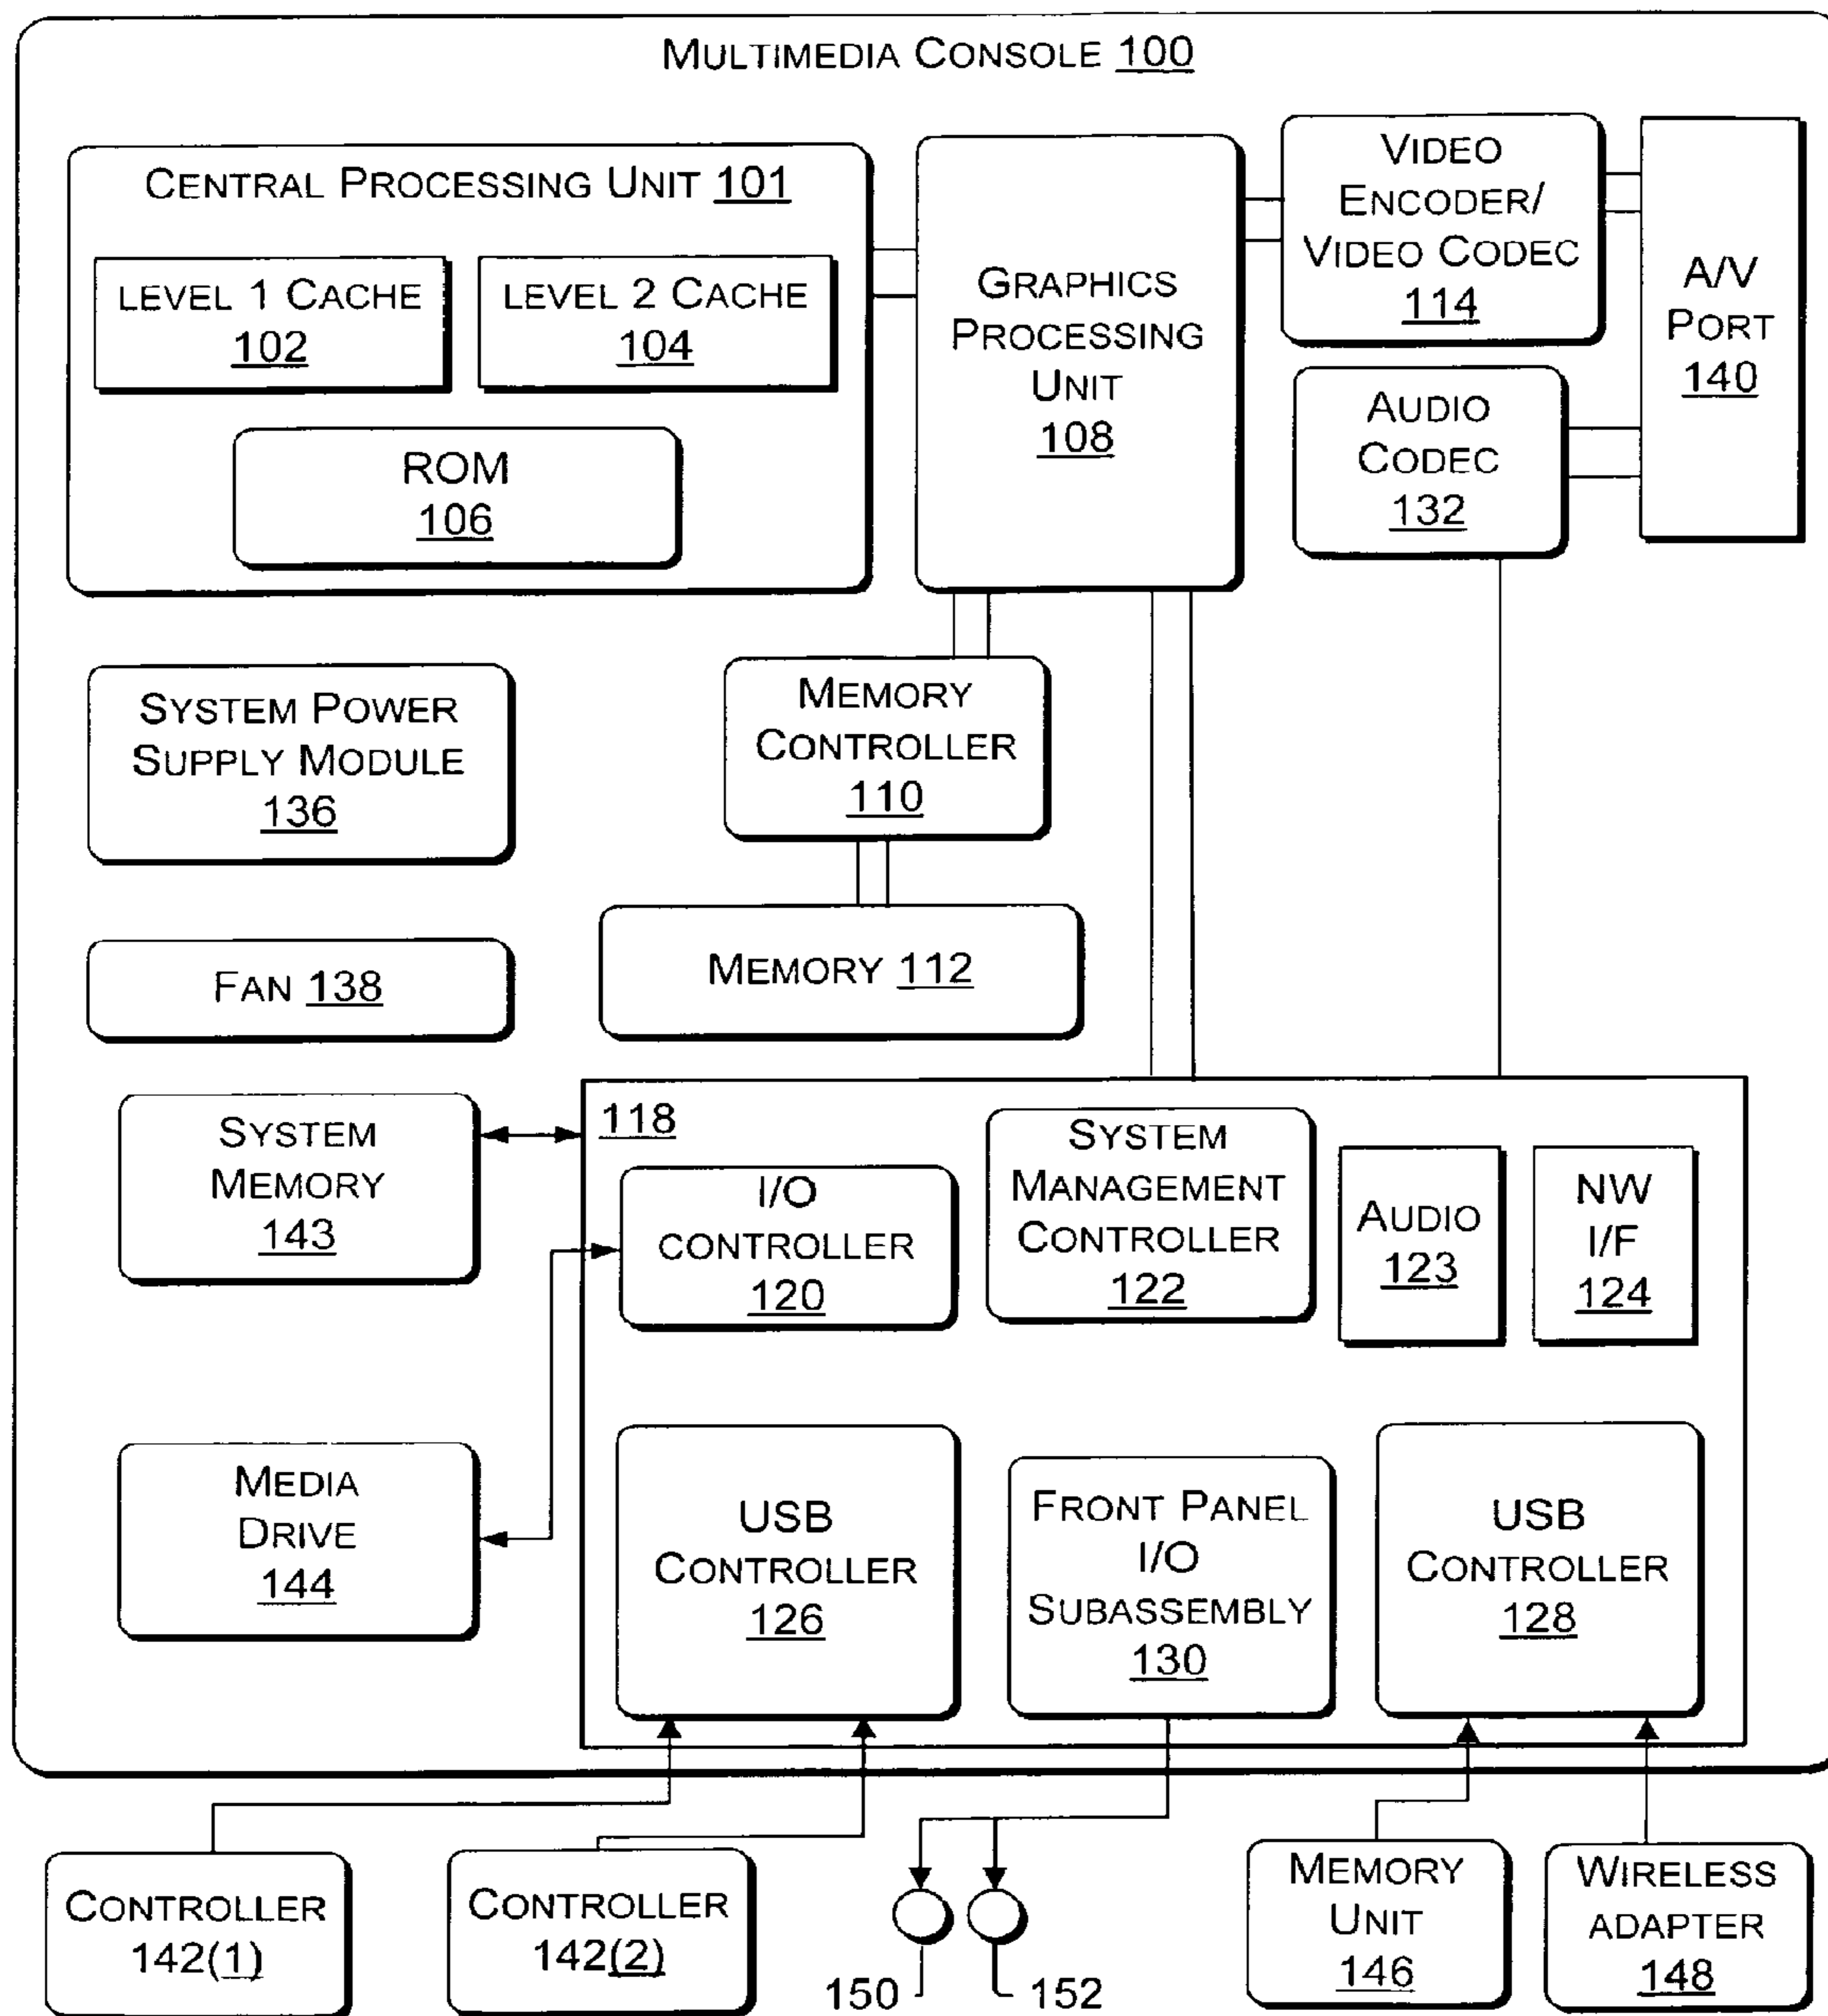 MULTIMEDIA CONSOLE 100
CENTRAL PROCESSING UNIT 101
LEVEL 1 CACHE
102
LEVEL 2 CACHE
104
ROM
106
GRAPHICS
PROCESSING
UNIT
108
VIDEO
ENCODER/
VIDEO CODEC
114
A/V
PORT
140
AUDIO
CODEC
132
SYSTEM POWER
SUPPLY MODULE
136
MEMORY
CONTROLLER
110
FAN 138
MEMORY 112
SYSTEM
MEMORY
143
118
I/O
CONTROLLER
120
SYSTEM
MANAGEMENT
CONTROLLER
122
AUDIO
123
NW
I/F
124
MEDIA
DRIVE
144
USB
CONTROLLER
126
FRONT PANEL
I/O
SUBASSEMBLY
130
USB
CONTROLLER
128
CONTROLLER
142(1)
CONTROLLER
142(2)
150
152
MEMORY
UNIT
146
WIRELESS
ADAPTER
148